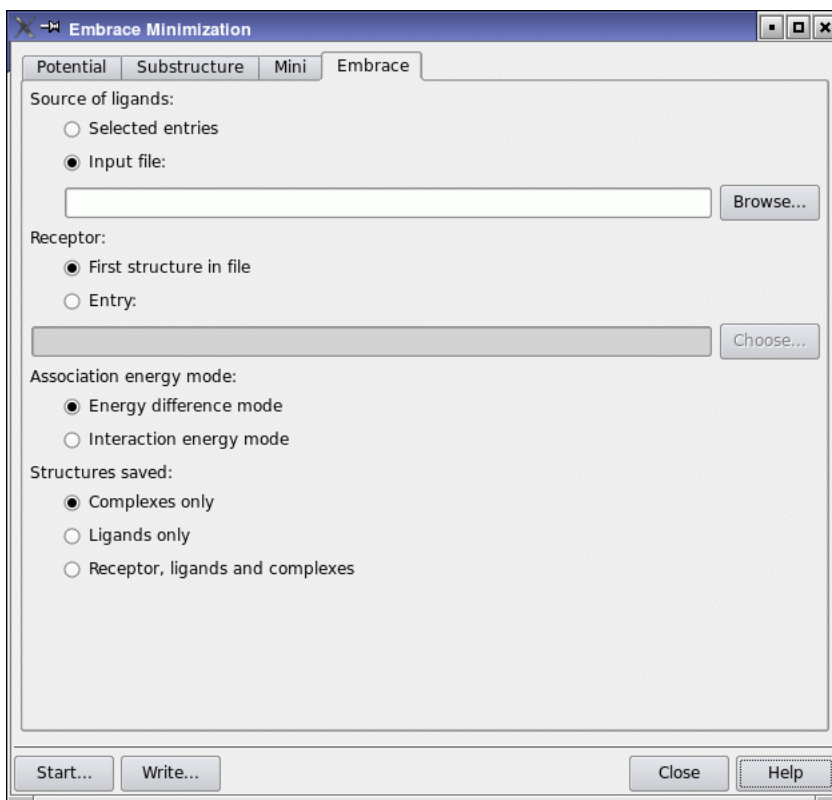 Embrace Minimization
Potential Substructure Mini Embrace
Source of ligands:
Selected entries
Input file:
Browse...
Receptor:
First structure in file
Entry:
Choose...
Association energy mode:
Energy difference mode
Interaction energy mode
Structures saved:
Complexes only
Ligands only
Receptor, ligands and complexes
Start... Write... Close Help